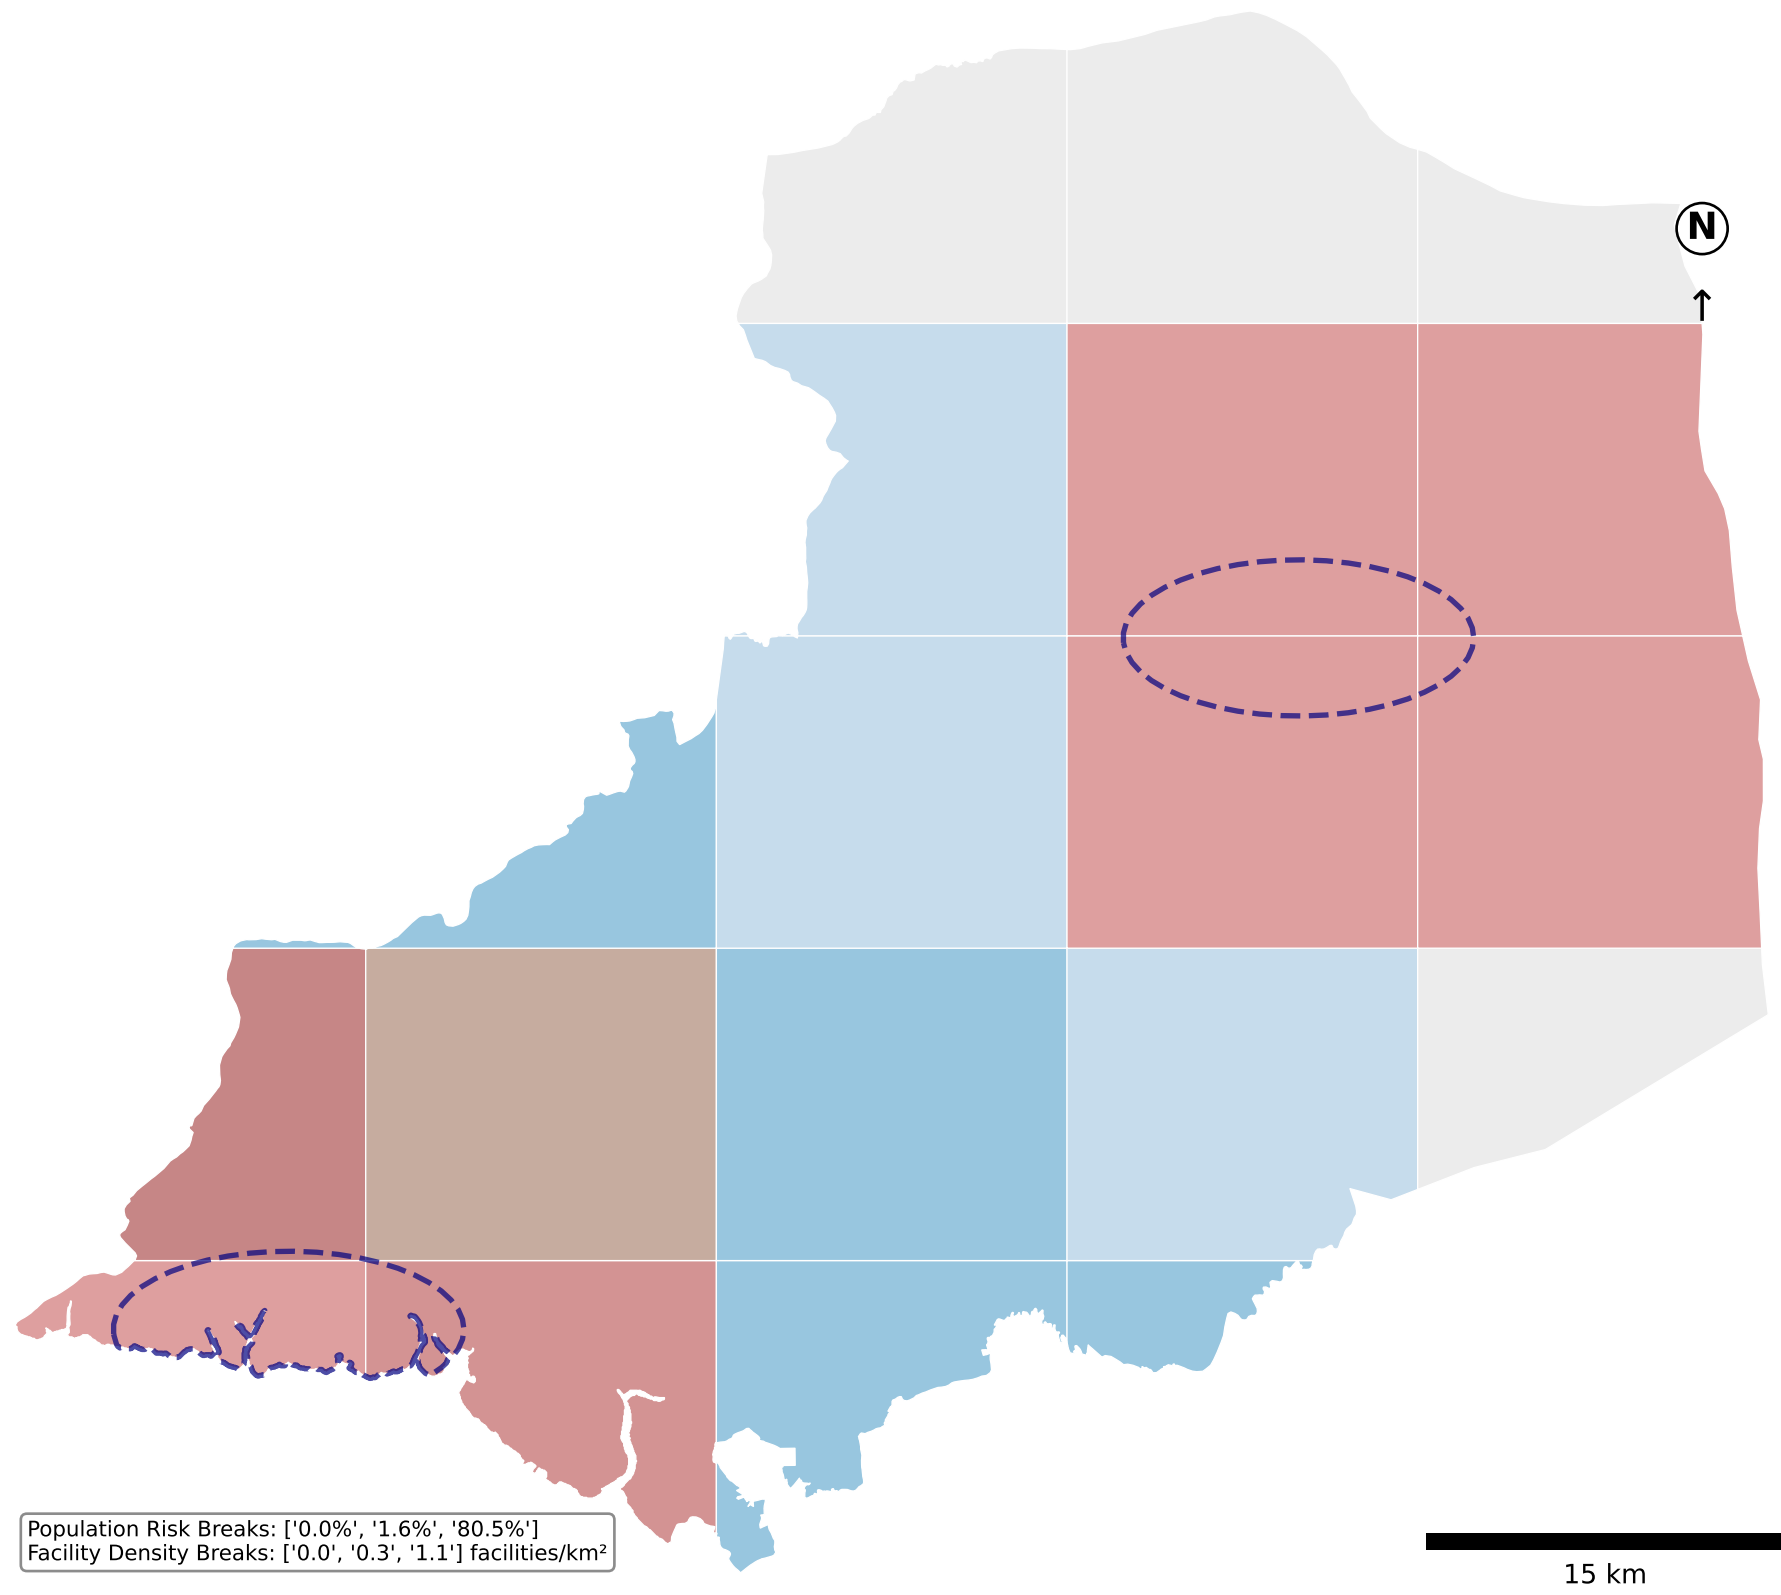 N
↑
Population Risk Breaks: ['0.0%', '1.6%', '80.5%']
Facility Density Breaks: ['0.0', '0.3', '1.1'] facilities/km²
15 km